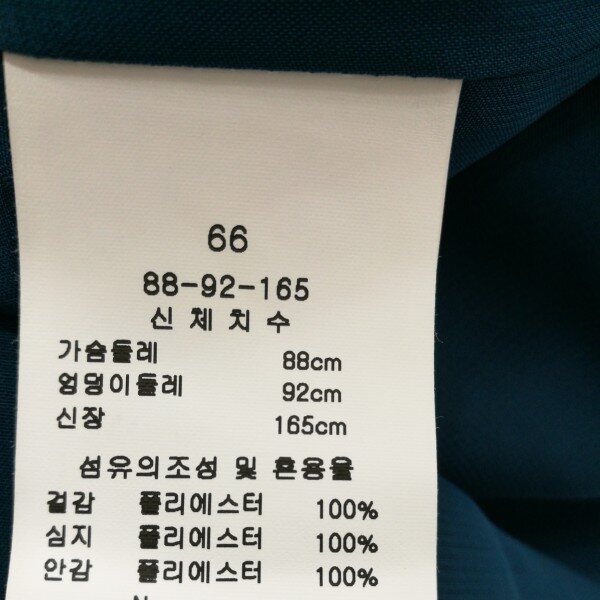 66
88-92-165
신체치수
가슴둘레 88cm
엉덩이둘레 92cm
신장 165cm
섬유의조성 및 혼용율
겉감 폴리에스터 100%
심지 폴리에스터 100%
안감 폴리에스터 100%